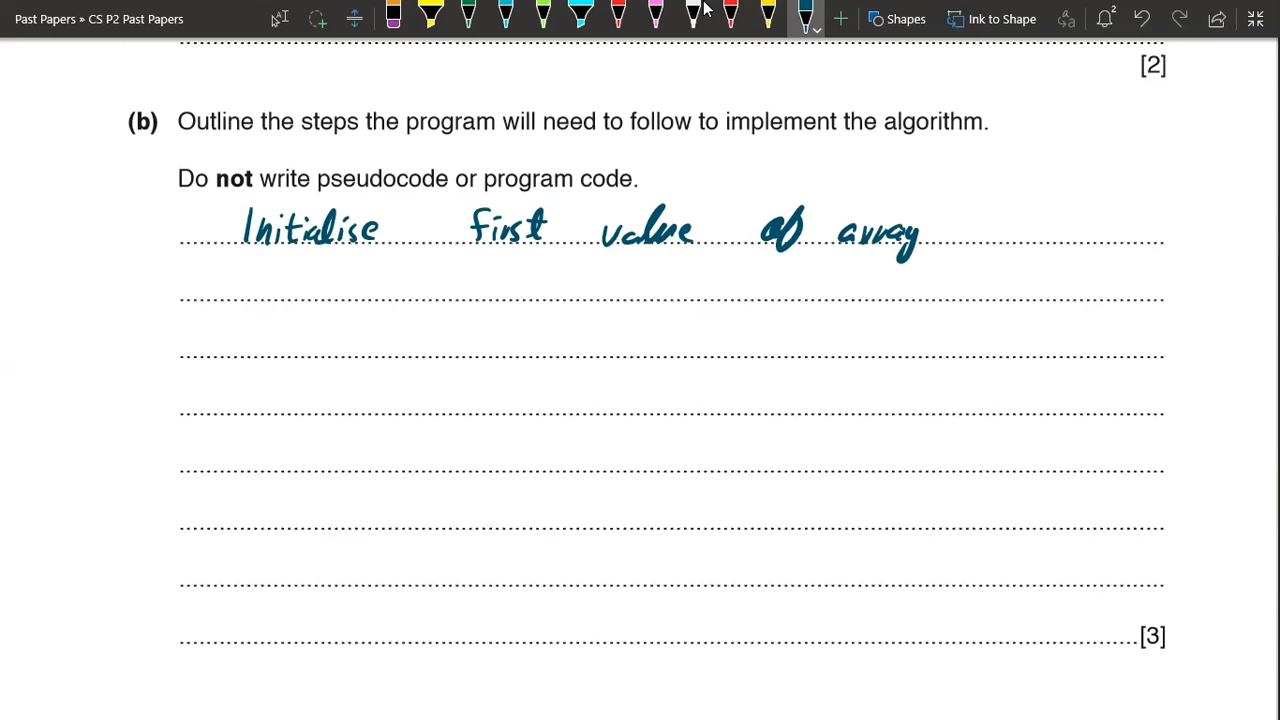 Past Papers » CS P2 Past Papers
Shapes
Ink to Shape
2
[2]
(b) Outline the steps the program will need to follow to implement the algorithm.
Do not write pseudocode or program code.
Initialise first value of array
[3]